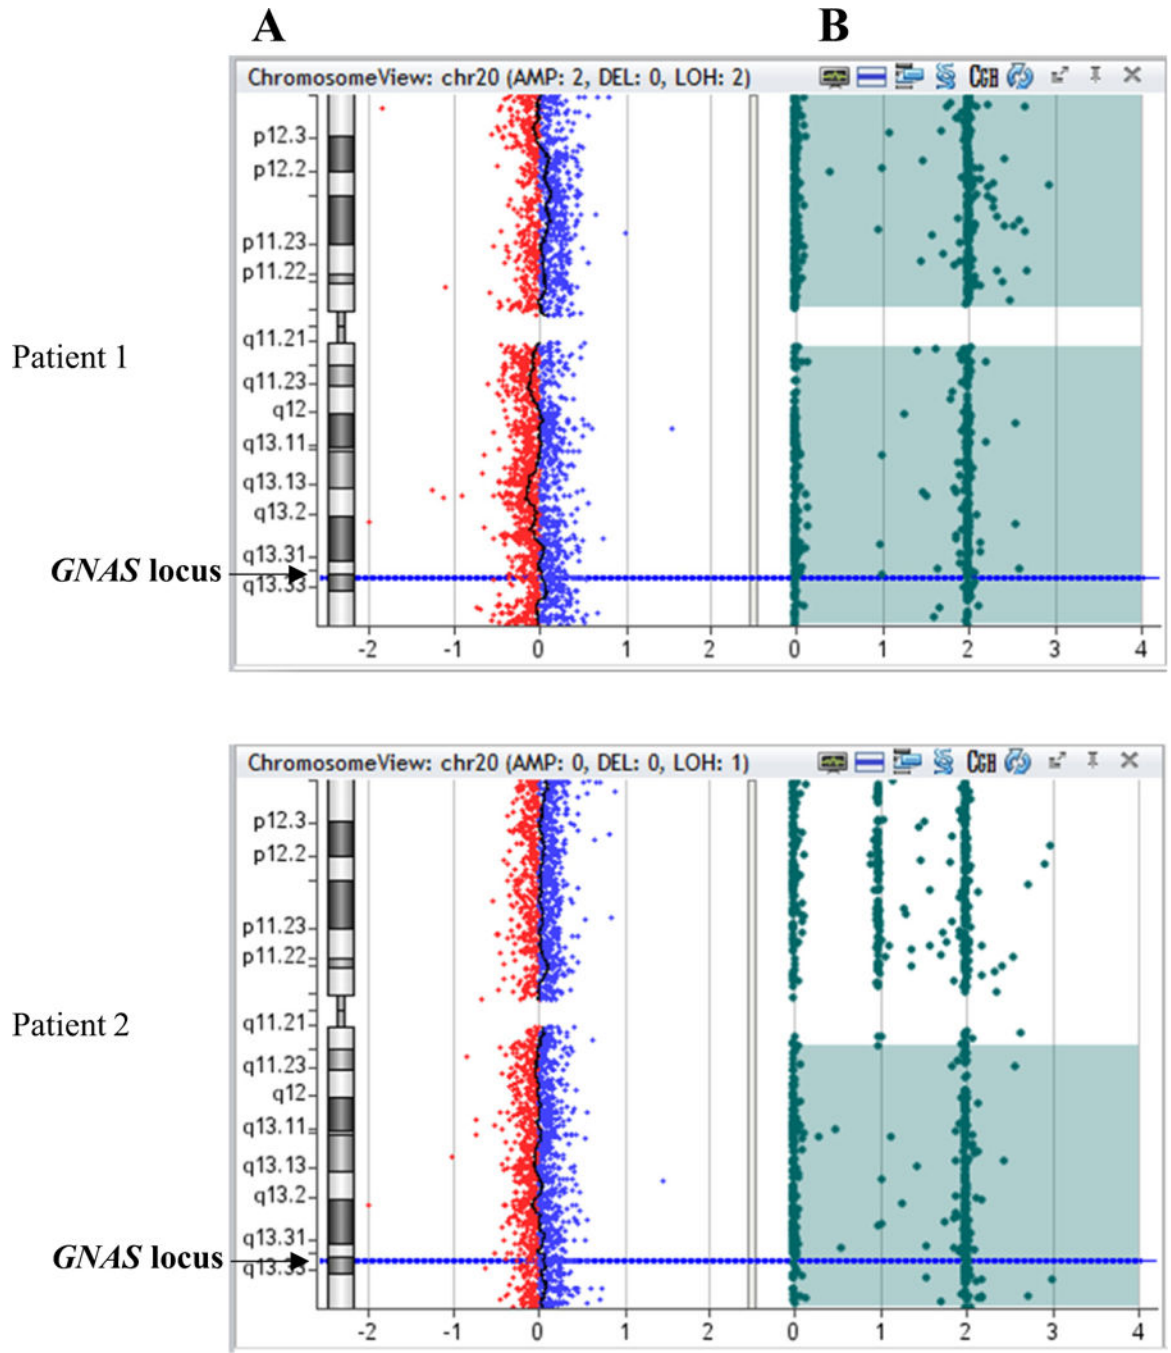 A B
ChromosomeView: chr20 (AMP: 2, DEL: 0, LOH: 2) CGH
p12.3
p12.2
p11.23
p11.22
q11.21
Patient 1
q11.23
q12
q13.11
q13.13
q13.2
q13.31
GNAS locus
q13.33
-2 -1 0 1 2 0 1 2 3 4
ChromosomeView: chr20 (AMP: 0, DEL: 0, LOH: 1) CGH
p12.3
p12.2
p11.23
p11.22
q11.21
Patient 2
q11.23
q12
q13.11
q13.13
q13.2
q13.31
GNAS locus
q13.33
-2 -1 0 1 2 0 1 2 3 4